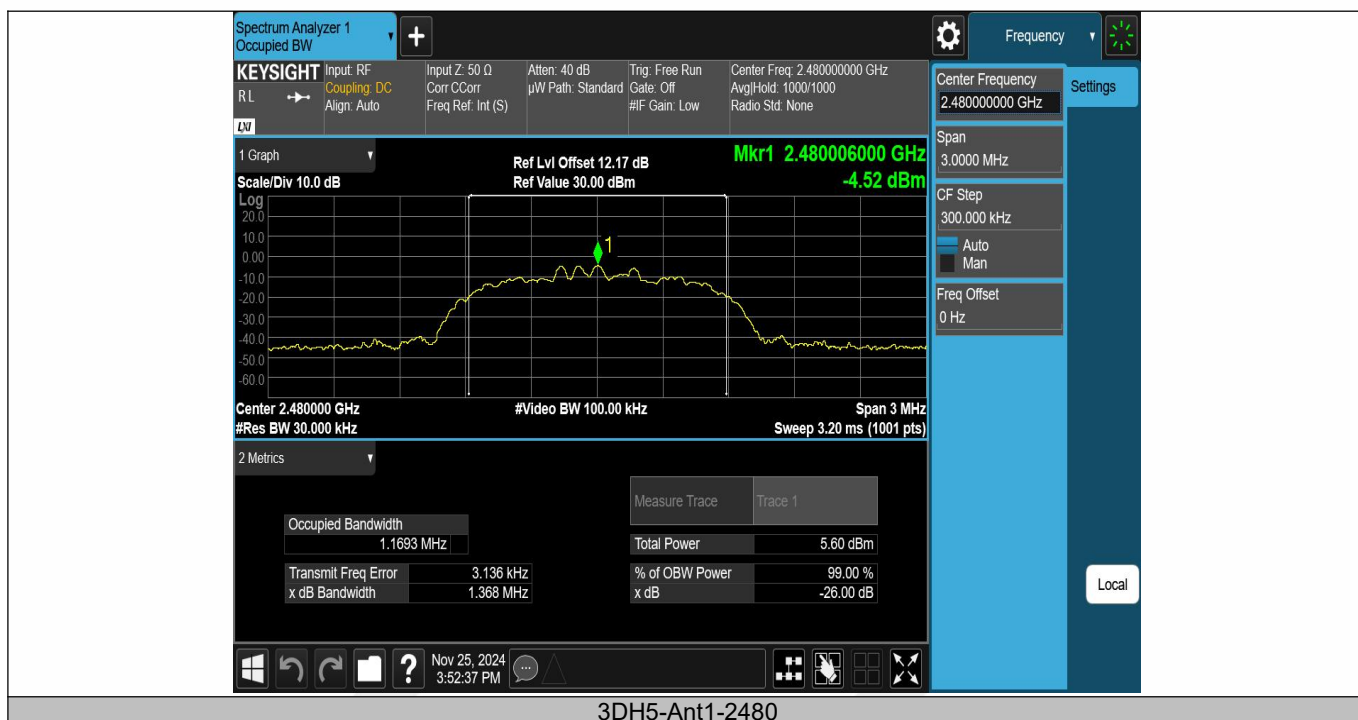 Spectrum Analyzer 1
Occupied BW
+
Frequency
KEYSIGHT
R L
LXI
Input: RF
Coupling: DC
Align: Auto
Input Z: 50 Ω
Corr CCorr
Freq Ref: Int (S)
Atten: 40 dB
µW Path: Standard
Trig: Free Run
Gate: Off
#IF Gain: Low
Center Freq: 2.480000000 GHz
Avg|Hold: 1000/1000
Radio Std: None
Center Frequency
2.480000000 GHz
Settings
Span
3.0000 MHz
CF Step
300.000 kHz
Auto
Man
Freq Offset
0 Hz
Local
1 Graph
Scale/Div 10.0 dB
Ref Lvl Offset 12.17 dB
Ref Value 30.00 dBm
Mkr1 2.480006000 GHz
-4.52 dBm
Log
20.0
10.0
0.00
-10.0
-20.0
-30.0
-40.0
-50.0
-60.0
1
Center 2.480000 GHz
#Res BW 30.000 kHz
#Video BW 100.00 kHz
Span 3 MHz
Sweep 3.20 ms (1001 pts)
2 Metrics
Measure Trace Trace 1
Occupied Bandwidth
1.1693 MHz
Total Power 5.60 dBm
Transmit Freq Error 3.136 kHz
% of OBW Power 99.00 %
x dB Bandwidth 1.368 MHz
x dB -26.00 dB
?
Nov 25, 2024
3:52:37 PM
3DH5-Ant1-2480